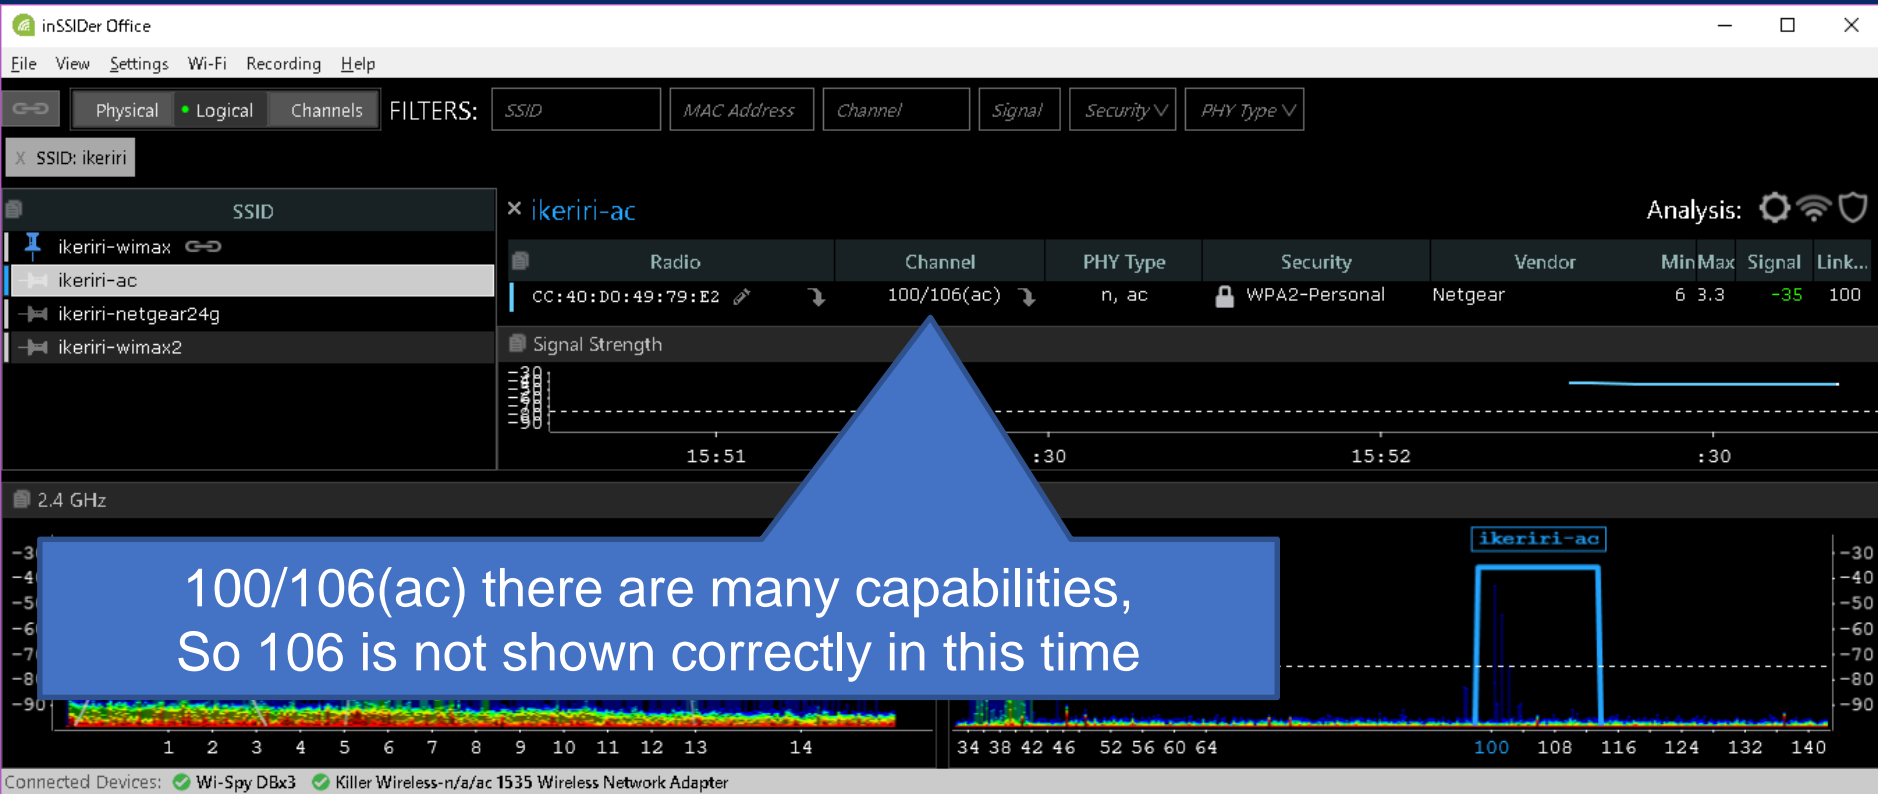 inSSIDer Office
File View Settings Wi-Fi Recording Help
Physical Logical Channels FILTERS: SSID MAC Address Channel Signal Security PHY Type
X SSID: ikeriri
SSID
ikeriri-wimax
ikeriri-ac
ikeriri-netgear24g
ikeriri-wimax2
× ikeriri-ac Analysis:
Radio Channel PHY Type Security Vendor Min Max Signal Link...
CC:40:D0:49:79:E2 100/106(ac) n, ac WPA2-Personal Netgear 6 3.3 -35 100
Signal Strength
-30
-90
15:51 :30 15:52 :30
2.4 GHz
ikeriri-ac
100/106(ac) there are many capabilities,
So 106 is not shown correctly in this time
-30
-40
-50
-60
-70
-80
-90
-90
1 2 3 4 5 6 7 8 9 10 11 12 13 14
34 38 42 46 52 56 60 64 100 108 116 124 132 140
Connected Devices: Wi-Spy DBx3 Killer Wireless-n/a/ac 1535 Wireless Network Adapter